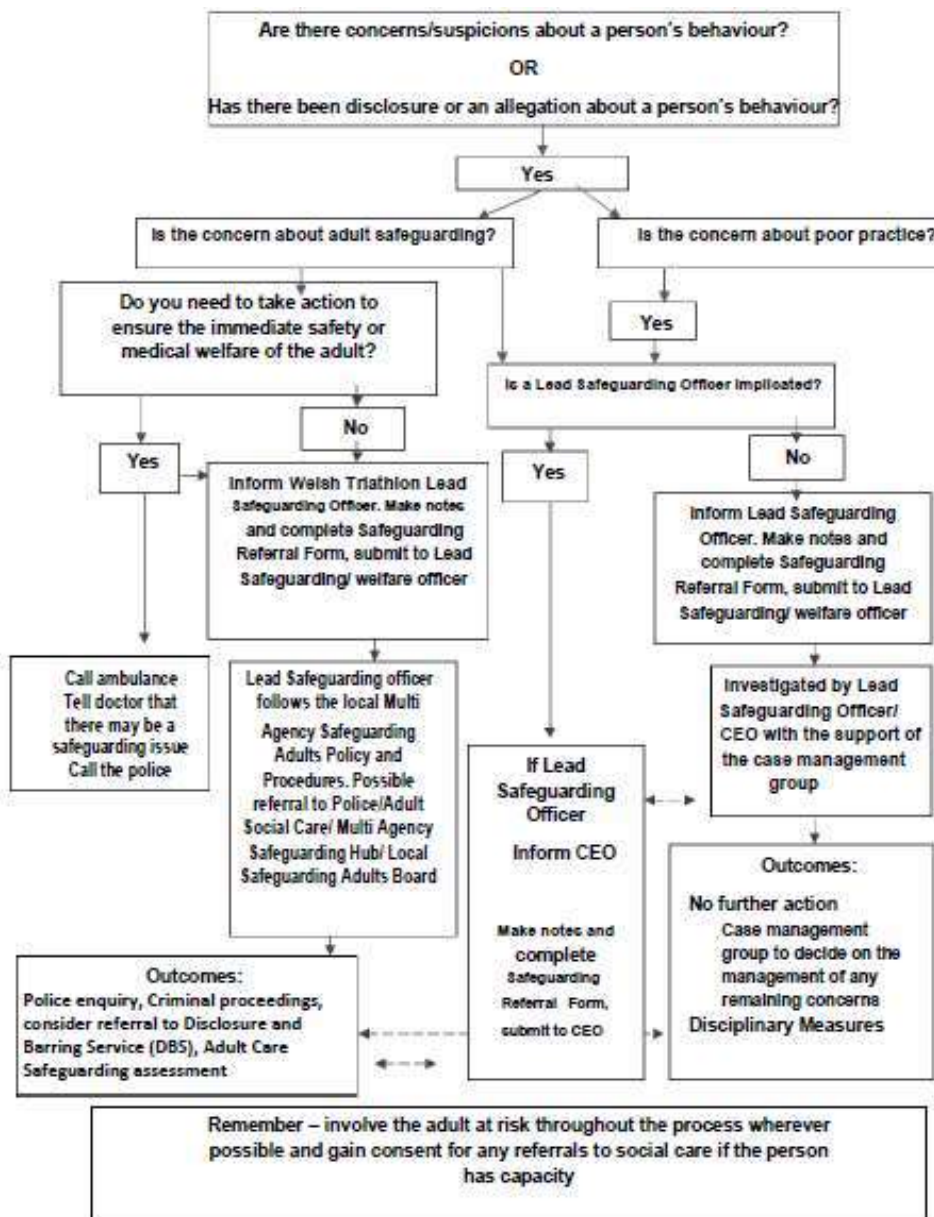 Are there concerns/suspicions about a person's behaviour?
OR
Has there been disclosure or an allegation about a person's behaviour?
Yes
Is the concern about adult safeguarding?
Is the concern about poor practice?
Do you need to take action to
ensure the immediate safety or
medical welfare of the adult?
Yes
Is a Lead Safeguarding Officer implicated?
No
Yes
Yes
No
Inform Welsh Triathlon Lead
Safeguarding Officer. Make notes
and complete Safeguarding
Referral Form, submit to Lead
Safeguarding/ welfare officer
Inform Lead Safeguarding
Officer. Make notes and
complete Safeguarding
Referral Form, submit to Lead
Safeguarding/ welfare officer
Call ambulance
Tell doctor that
there may be a
safeguarding issue
Call the police
Lead Safeguarding officer
follows the local Multi
Agency Safeguarding
Adults Policy and
Procedures. Possible
referral to Police/Adult
Social Care/ Multi Agency
Safeguarding Hub/ Local
Safeguarding Adults Board
If Lead
Safeguarding
Officer
Inform CEO
Make notes and
complete
Safeguarding
Referral Form,
submit to CEO
Investigated by Lead
Safeguarding Officer/
CEO with the support of
the case management
group
Outcomes:
No further action
Case management
group to decide on the
management of any
remaining concerns
Disciplinary Measures
Outcomes:
Police enquiry, Criminal proceedings,
consider referral to Disclosure and
Barring Service (DBS), Adult Care
Safeguarding assessment
Remember – involve the adult at risk throughout the process wherever
possible and gain consent for any referrals to social care if the person
has capacity